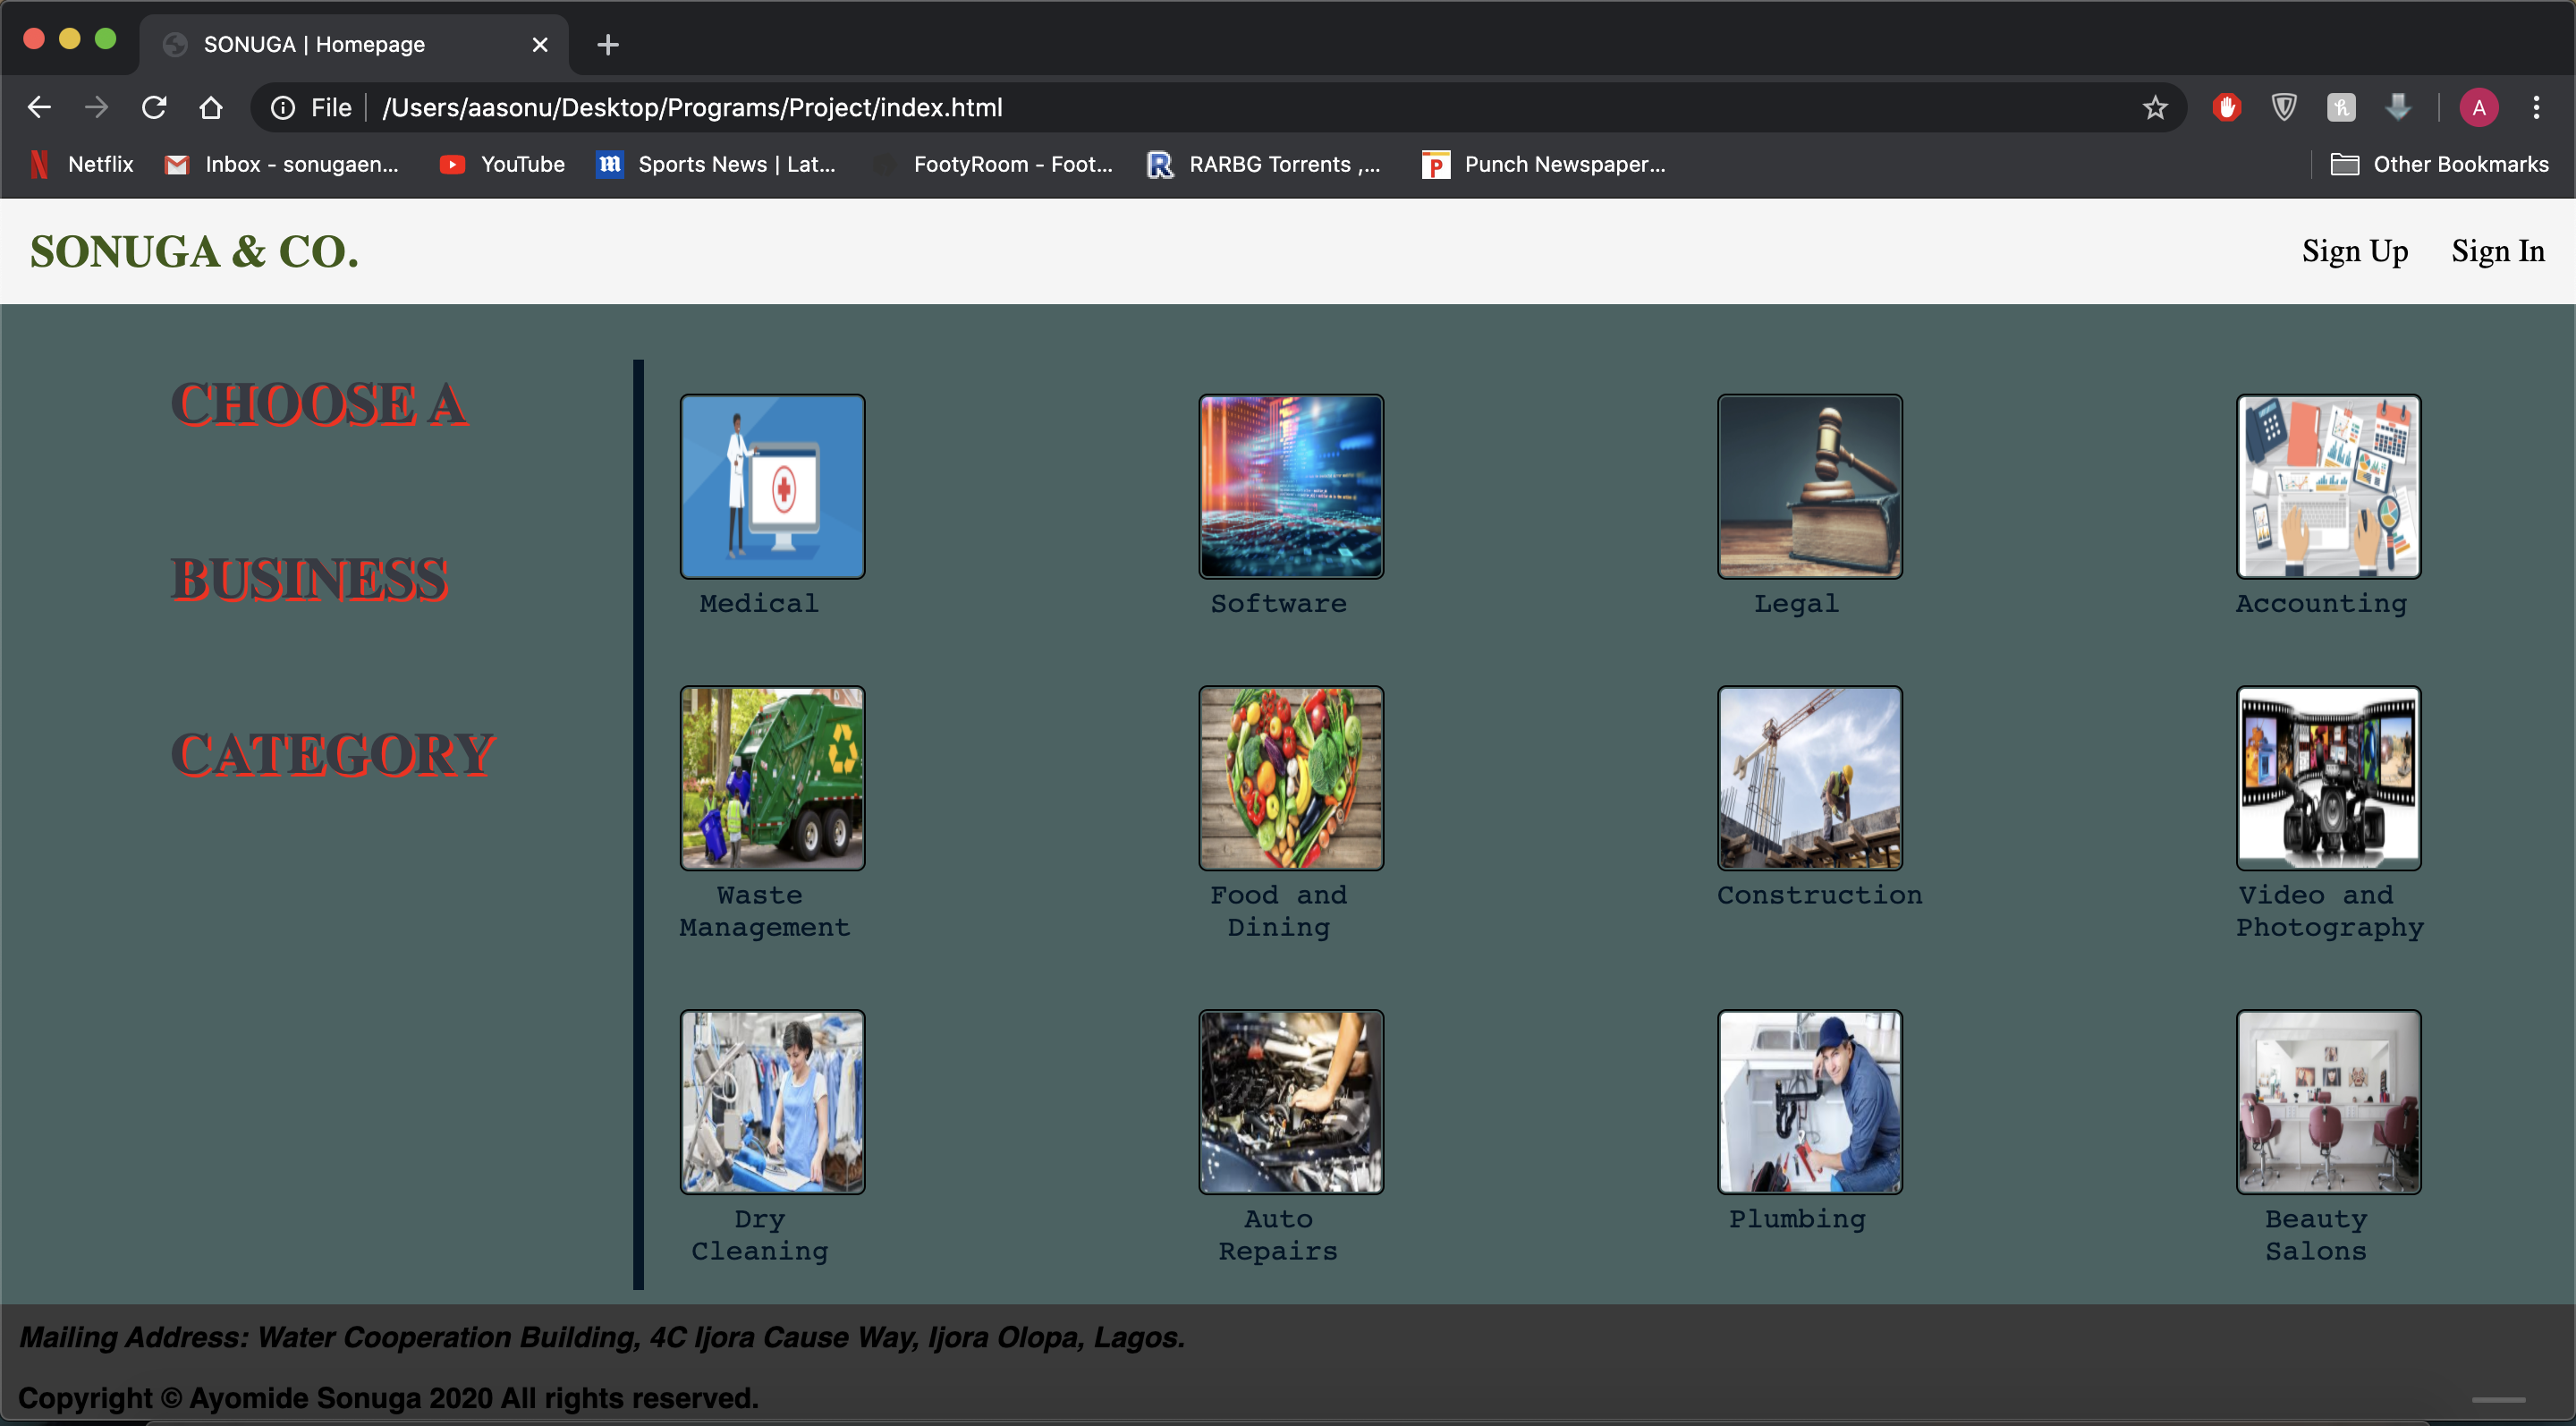 SONUGA | Homepage
File /Users/aasonu/Desktop/Programs/Project/index.html
A
Netflix Inbox - sonugaen... YouTube Sports News | Lat... FootyRoom - Foot... RARBG Torrents ,... Punch Newspaper... Other Bookmarks
SONUGA & CO. Sign Up Sign In
CHOOSE A
BUSINESS
CATEGORY
Medical Software Legal Accounting
Waste Food and Construction Video and
Management Dining Photography
Dry Auto Plumbing Beauty
Cleaning Repairs Salons
Mailing Address: Water Cooperation Building, 4C Ijora Cause Way, Ijora Olopa, Lagos.
Copyright © Ayomide Sonuga 2020 All rights reserved.